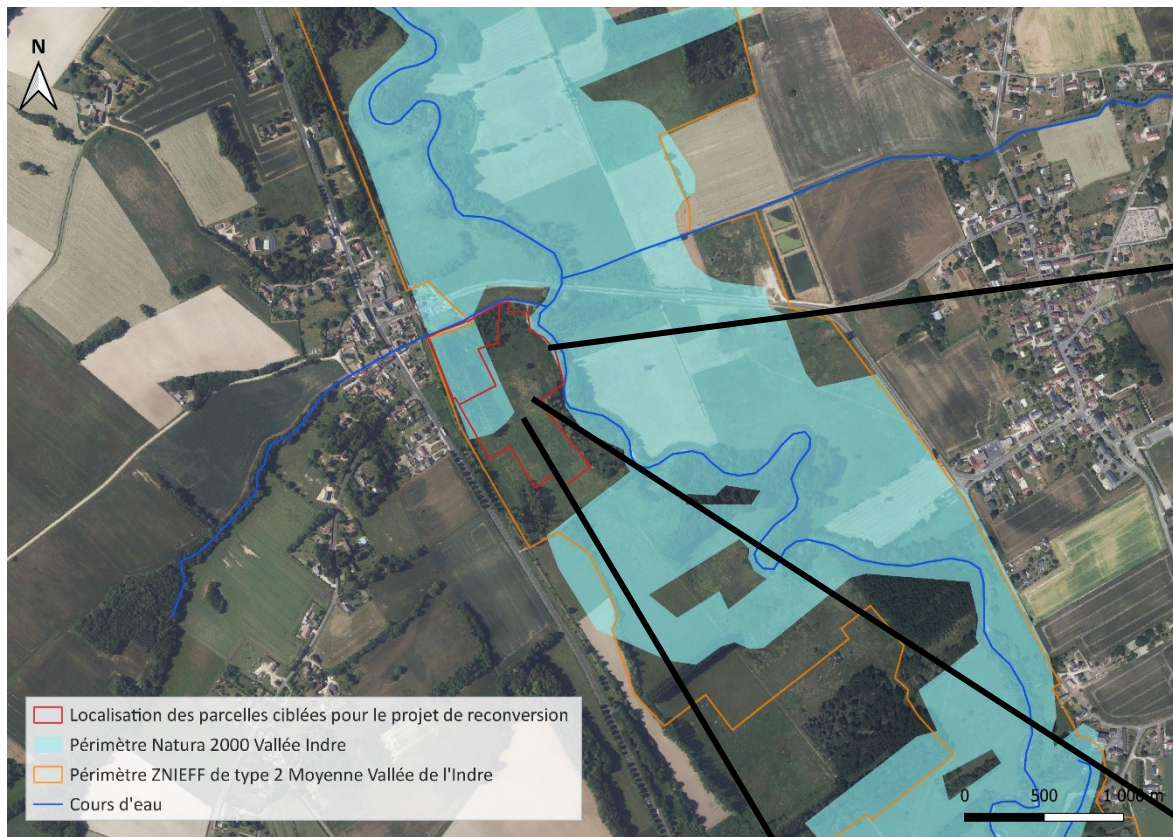 N
Localisation des parcelles ciblées pour le projet de reconversion
Périmètre Natura 2000 Vallée Indre
Périmètre ZNIEFF de type 2 Moyenne Vallée de l'Indre
Cours d'eau
0 500 1 000 m